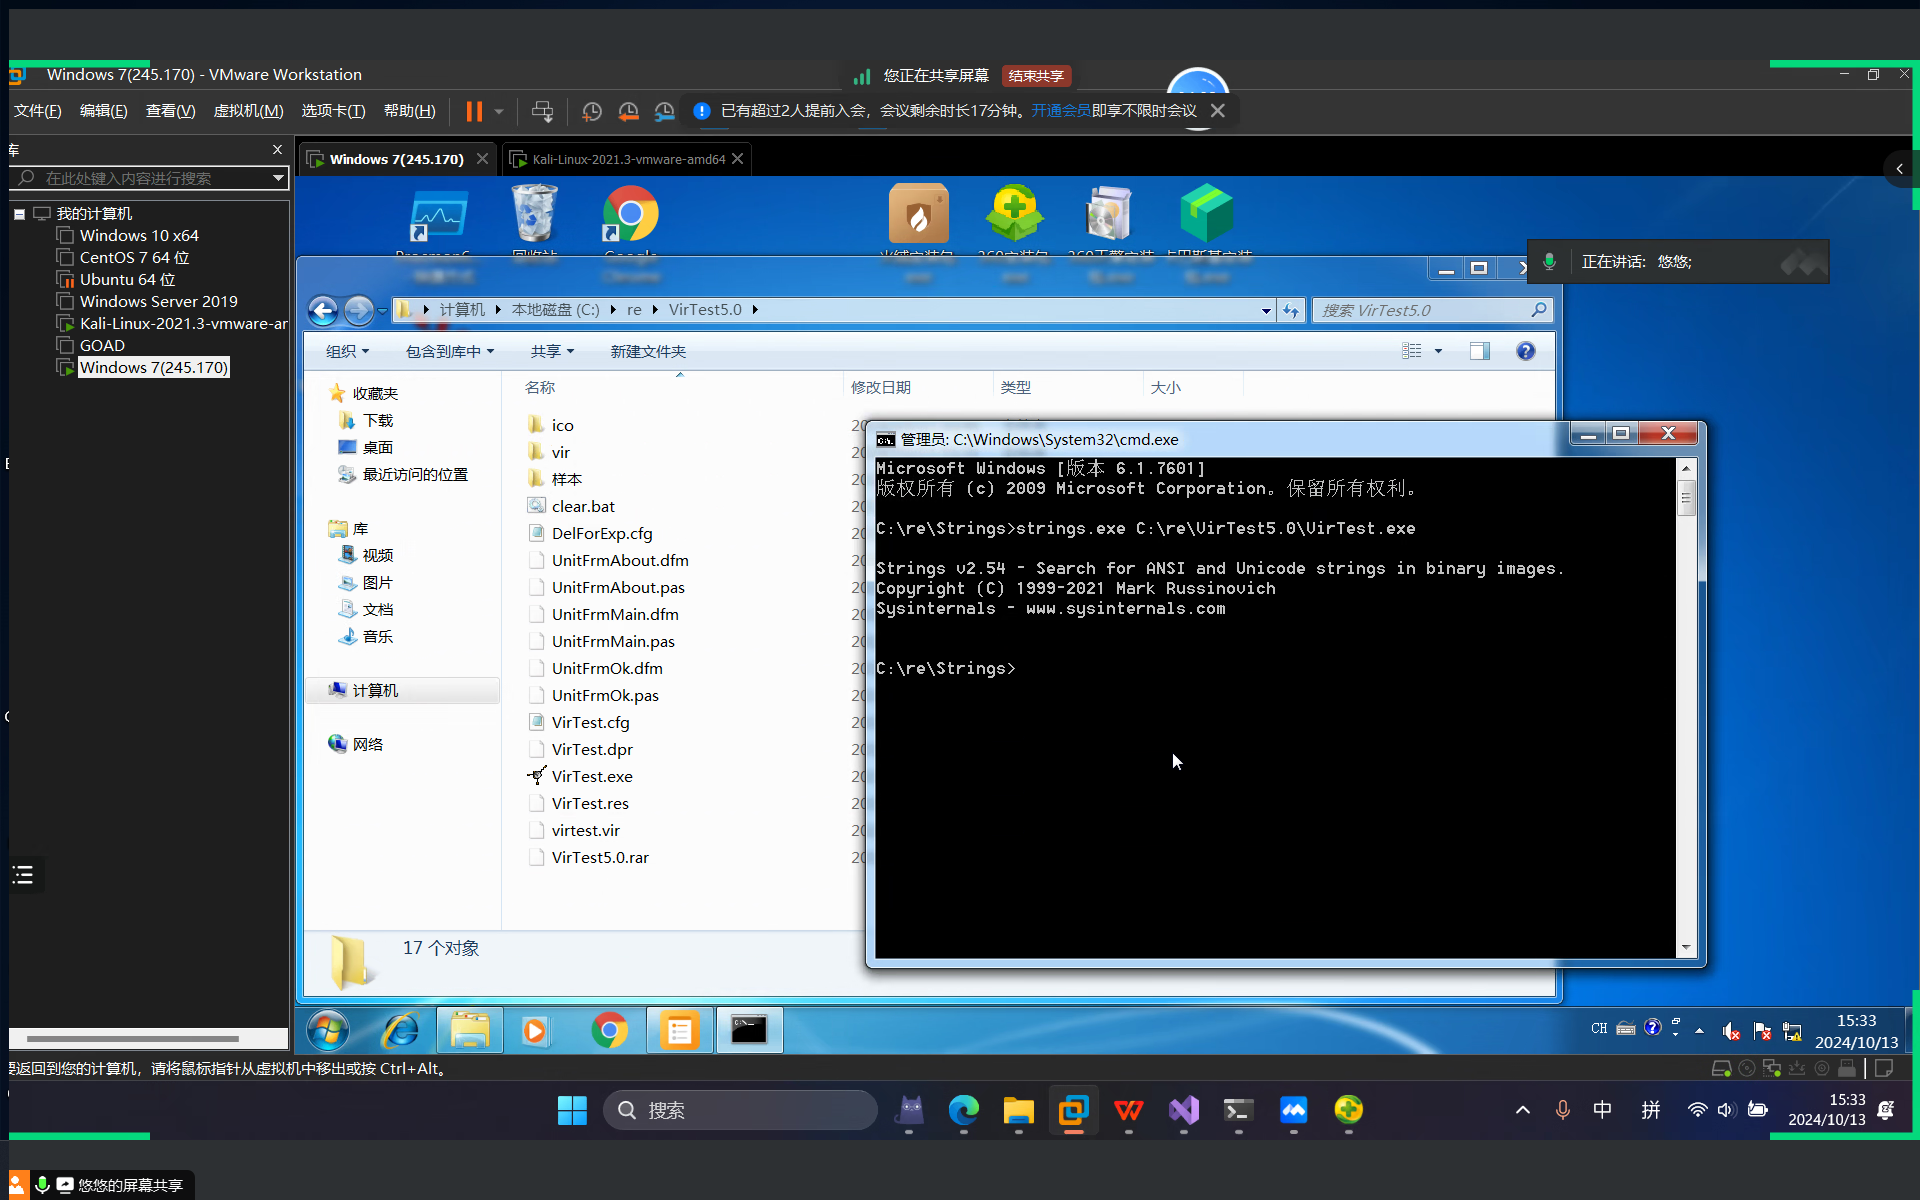 Windows 7(245.170) - VMware Workstation
您正在共享屏幕
结束共享
文件(F)
编辑(E)
查看(V)
虚拟机(M)
选项卡(T)
帮助(H)
已有超过2人提前入会，会议剩余时长17分钟。开通会员即享不限时会议
库
在此处键入内容进行搜索
我的计算机
Windows 10 x64
CentOS 7 64 位
Ubuntu 64 位
Windows Server 2019
Kali-Linux-2021.3-vmware-ar
GOAD
Windows 7(245.170)
Windows 7(245.170)
Kali-Linux-2021.3-vmware-amd64
回收站
Google
Chrome
正在讲话: 悠悠;
计算机
本地磁盘 (C:)
re
VirTest5.0
搜索 VirTest5.0
组织
包含到库中
共享
新建文件夹
收藏夹
下载
桌面
最近访问的位置
库
视频
图片
文档
音乐
计算机
网络
名称
修改日期
类型
大小
ico
vir
样本
clear.bat
DelForExp.cfg
UnitFrmAbout.dfm
UnitFrmAbout.pas
UnitFrmMain.dfm
UnitFrmMain.pas
UnitFrmOk.dfm
UnitFrmOk.pas
VirTest.cfg
VirTest.dpr
VirTest.exe
VirTest.res
virtest.vir
VirTest5.0.rar
17 个对象
管理员: C:\Windows\System32\cmd.exe
Microsoft Windows [版本 6.1.7601]
版权所有 (c) 2009 Microsoft Corporation。保留所有权利。
C:\re\Strings>strings.exe C:\re\VirTest5.0\VirTest.exe
Strings v2.54 - Search for ANSI and Unicode strings in binary images.
Copyright (C) 1999-2021 Mark Russinovich
Sysinternals - www.sysinternals.com
C:\re\Strings>
CH
15:33
2024/10/13
要返回到您的计算机，请将鼠标指针从虚拟机中移出或按 Ctrl+Alt。
搜索
中
拼
15:33
2024/10/13
悠悠的屏幕共享